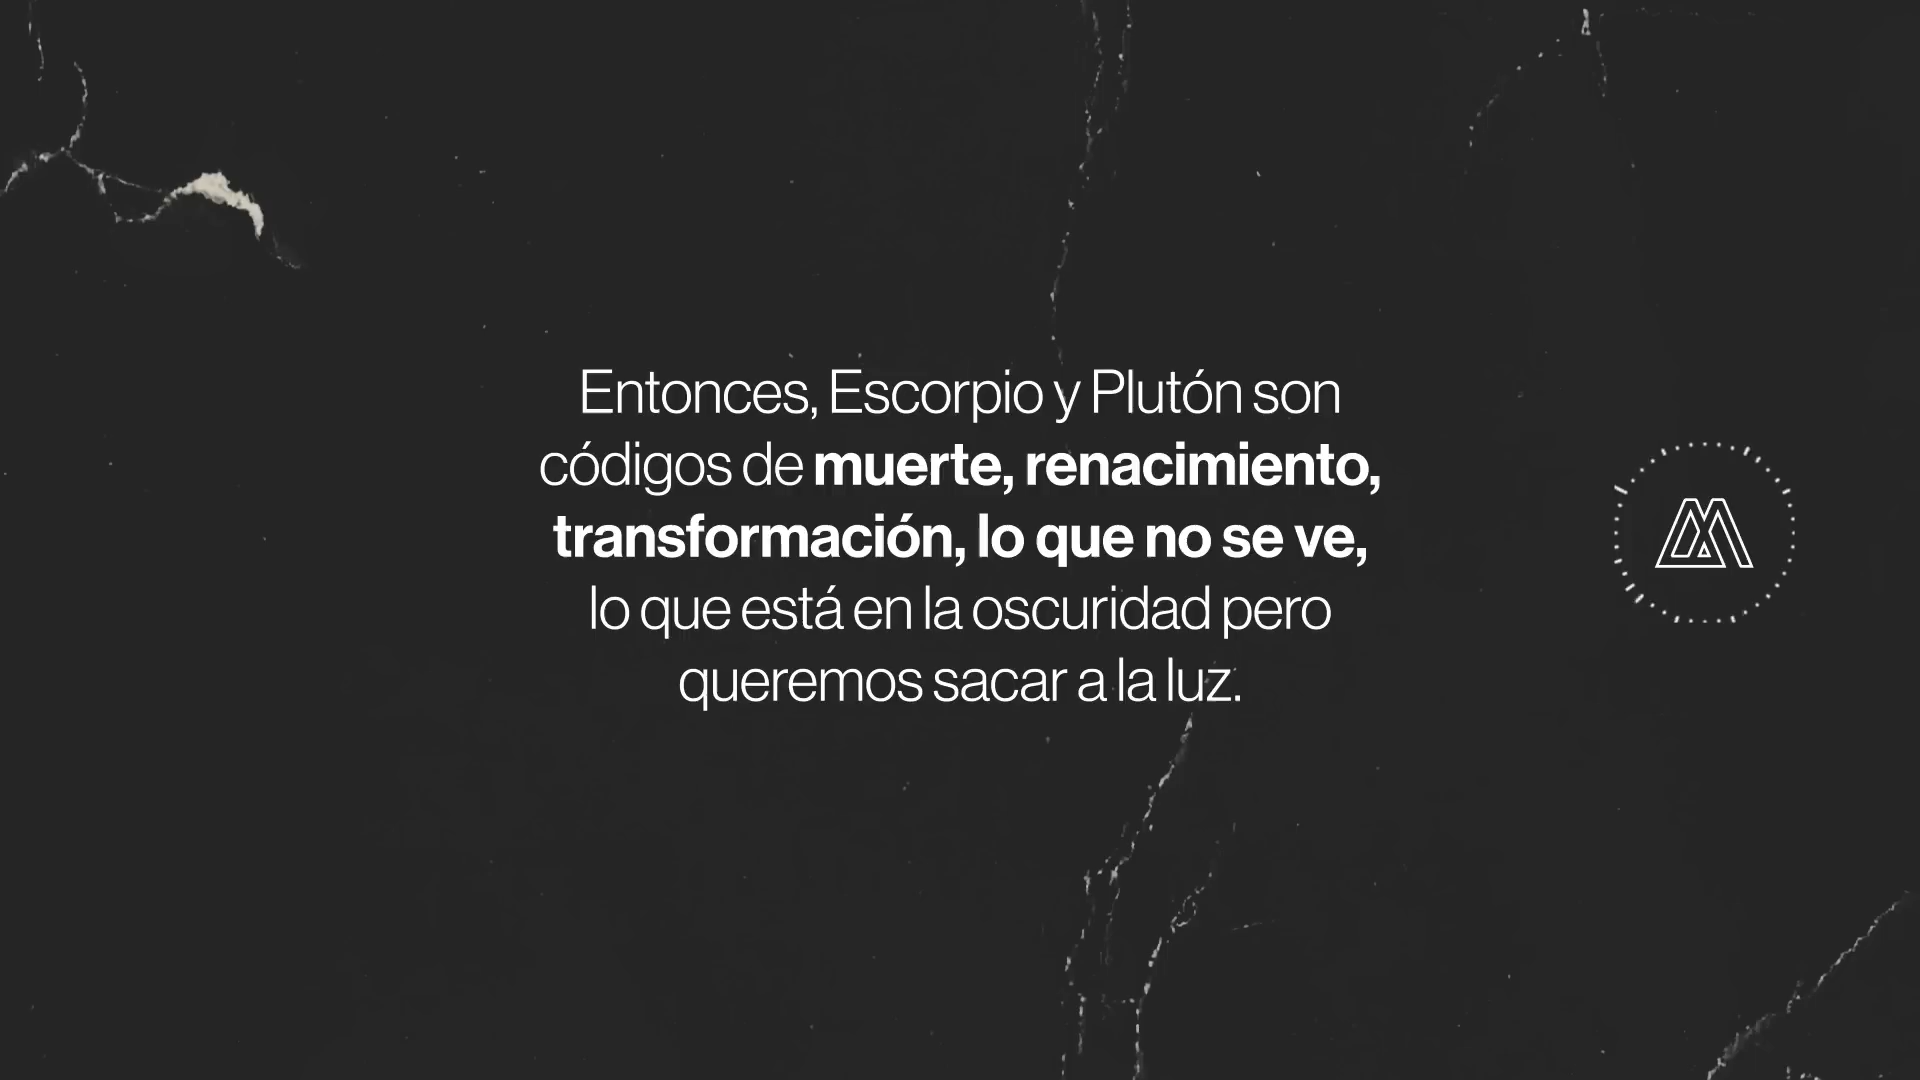 Entonces, Escorpio y Plutón son
códigos de muerte, renacimiento,
transformación, lo que no se ve,
lo que está en la oscuridad pero
queremos sacar a la luz.